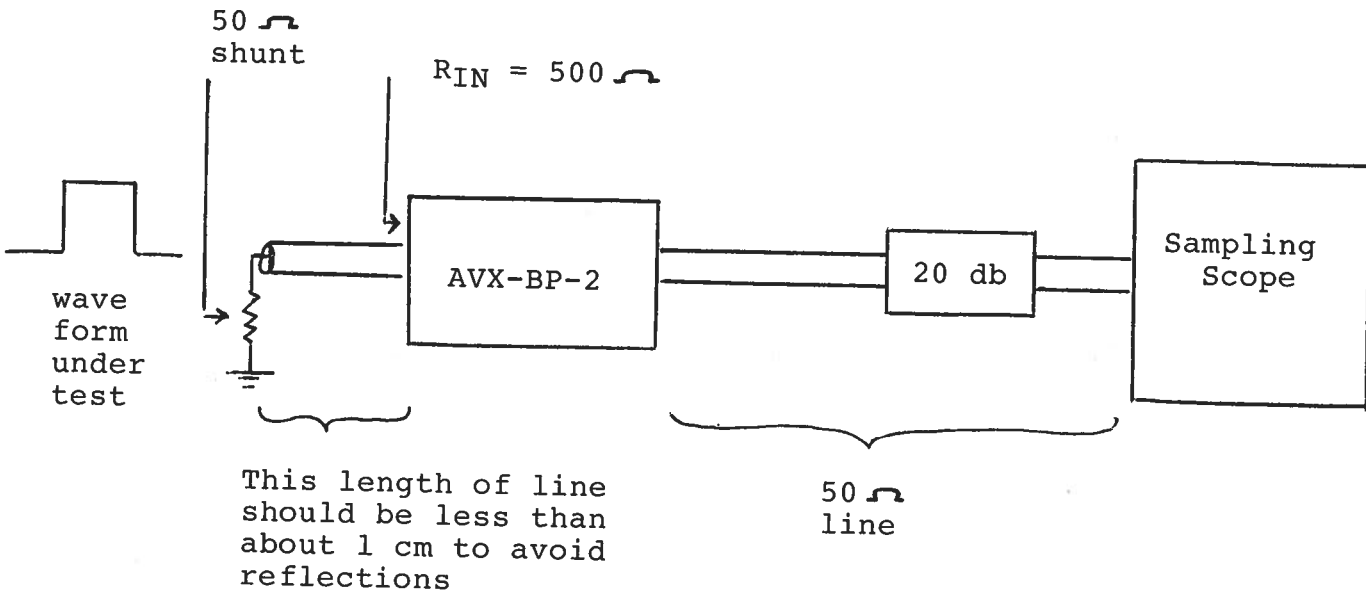 50 Ω
shunt
RIN = 500 Ω
wave
form
under
test
AVX-BP-2
20 db
Sampling
Scope
This length of line
should be less than
about 1 cm to avoid
reflections
50 Ω
line